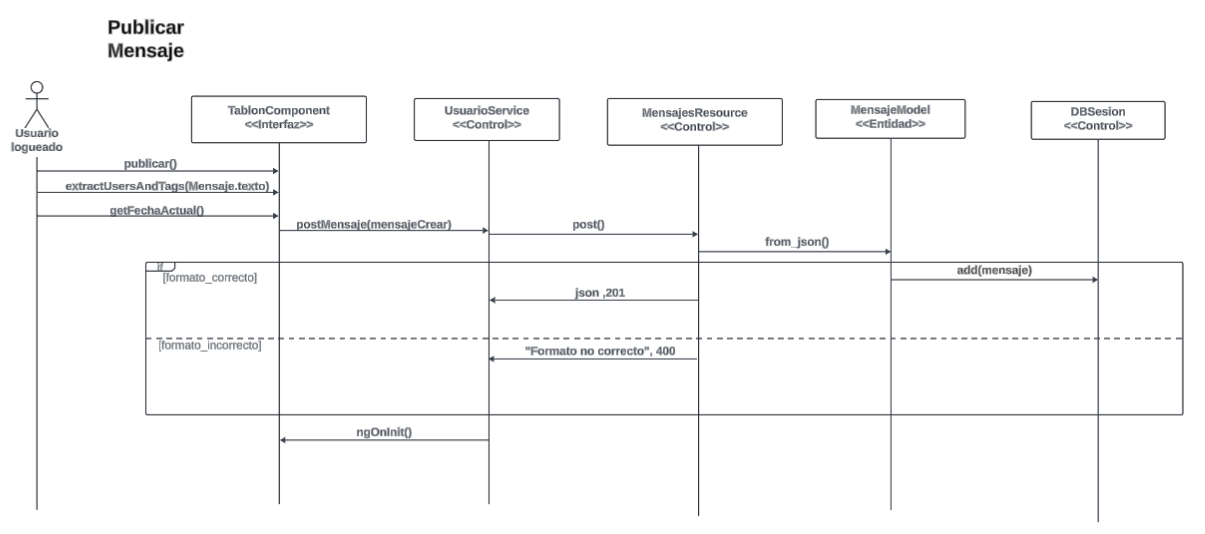 Publicar
Mensaje
Usuario
logueado
TablonComponent
<<Interfaz>>
UsuarioService
<<Control>>
MensajesResource
<<Control>>
MensajeModel
<<Entidad>>
DBSesion
<<Control>>
publicar()
extractUsersAndTags(Mensaje.texto)
getFechaActual()
postMensaje(mensajeCrear)
post()
from_json()
if
[formato_correcto]
add(mensaje)
json ,201
[formato_incorrecto]
"Formato no correcto", 400
ngOnInit()